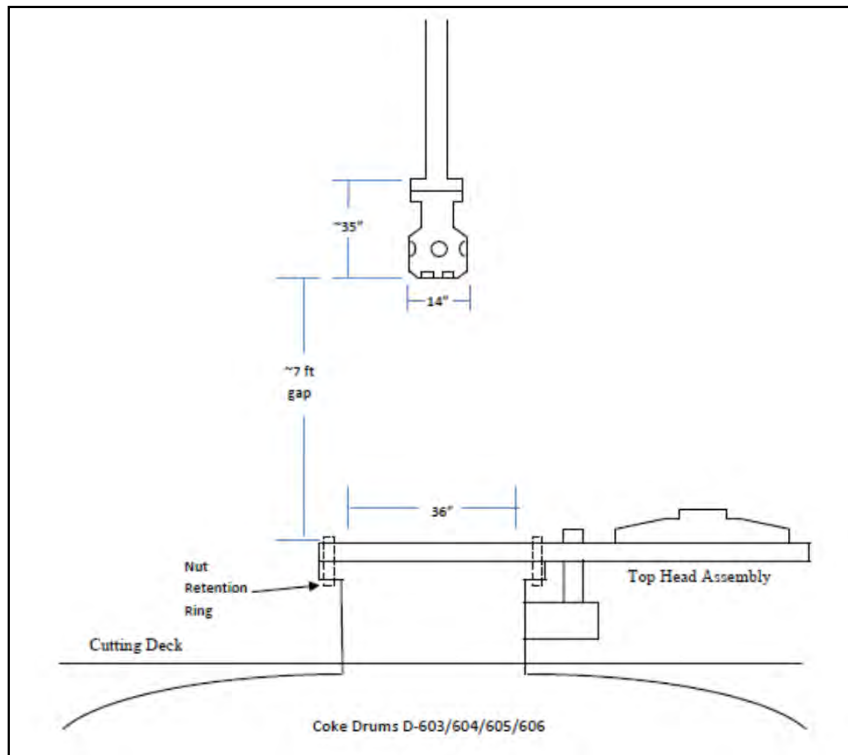 ~35"
14"
~7 ft
gap
36"
Nut
Retention
Ring
Top Head Assembly
Cutting Deck
Coke Drums D-603/604/605/606